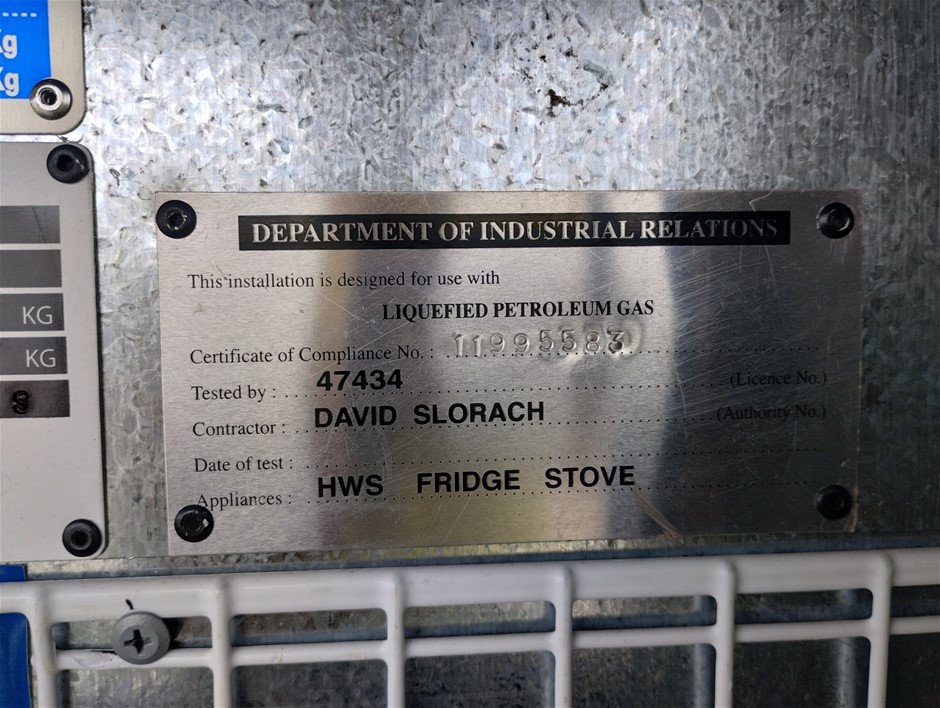 Kg
Kg
KG
KG
DEPARTMENT OF INDUSTRIAL RELATIONS
This installation is designed for use with
LIQUEFIED PETROLEUM GAS
Certificate of Compliance No. : 11995583
Tested by : 47434 (Licence No.)
Contractor : DAVID SLORACH (Authority No.)
Date of test :
Appliances : HWS FRIDGE STOVE